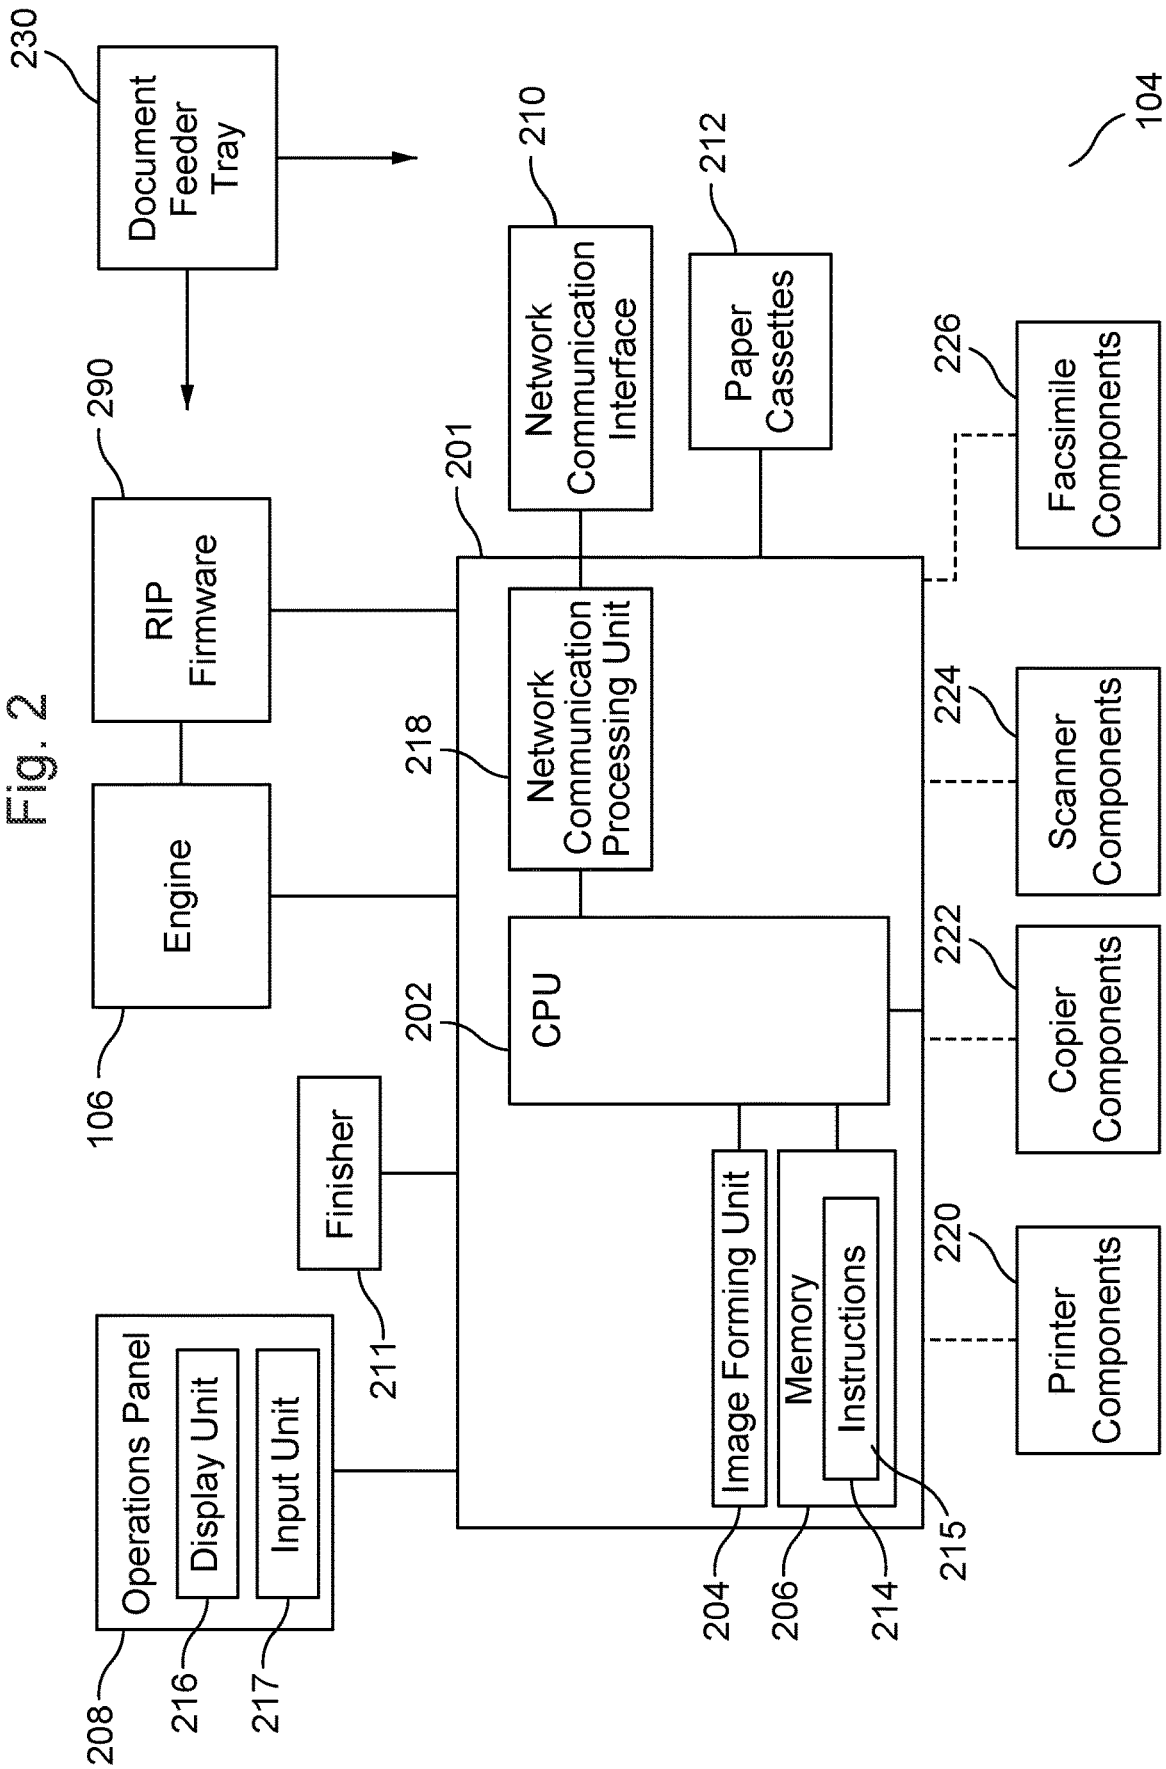 Fig. 2
208
Operations Panel
216
Display Unit
217
Input Unit
211
Finisher
106
Engine
290
RIP
Firmware
230
Document
Feeder
Tray
201
202
CPU
218
Network
Communication
Processing Unit
210
Network
Communication
Interface
212
Paper
Cassettes
204
Image Forming Unit
206
Memory
214
Instructions
215
220
Printer
Components
222
Copier
Components
224
Scanner
Components
226
Facsimile
Components
104